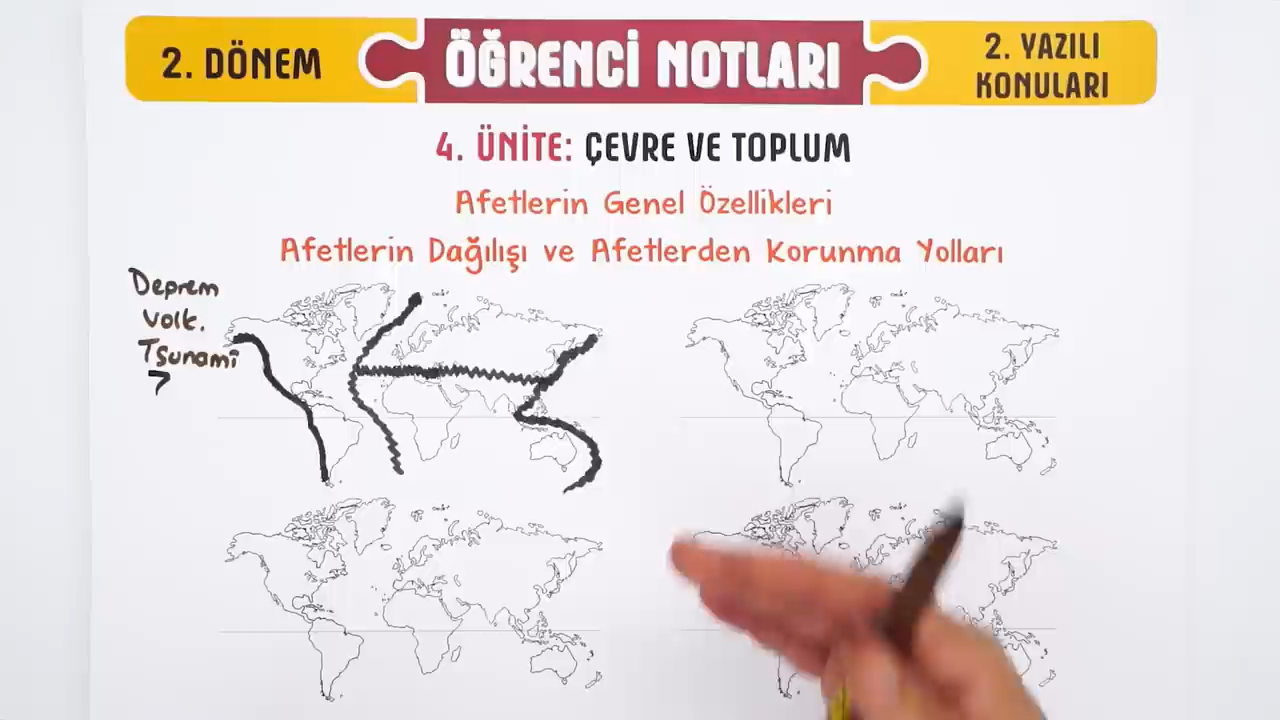 2. DÖNEM
ÖĞRENCİ NOTLARI
2. YAZILI
KONULARI
4. ÜNİTE: ÇEVRE VE TOPLUM
Afetlerin Genel Özellikleri
Afetlerin Dağılışı ve Afetlerden Korunma Yolları
Deprem
Volk.
Tsunami